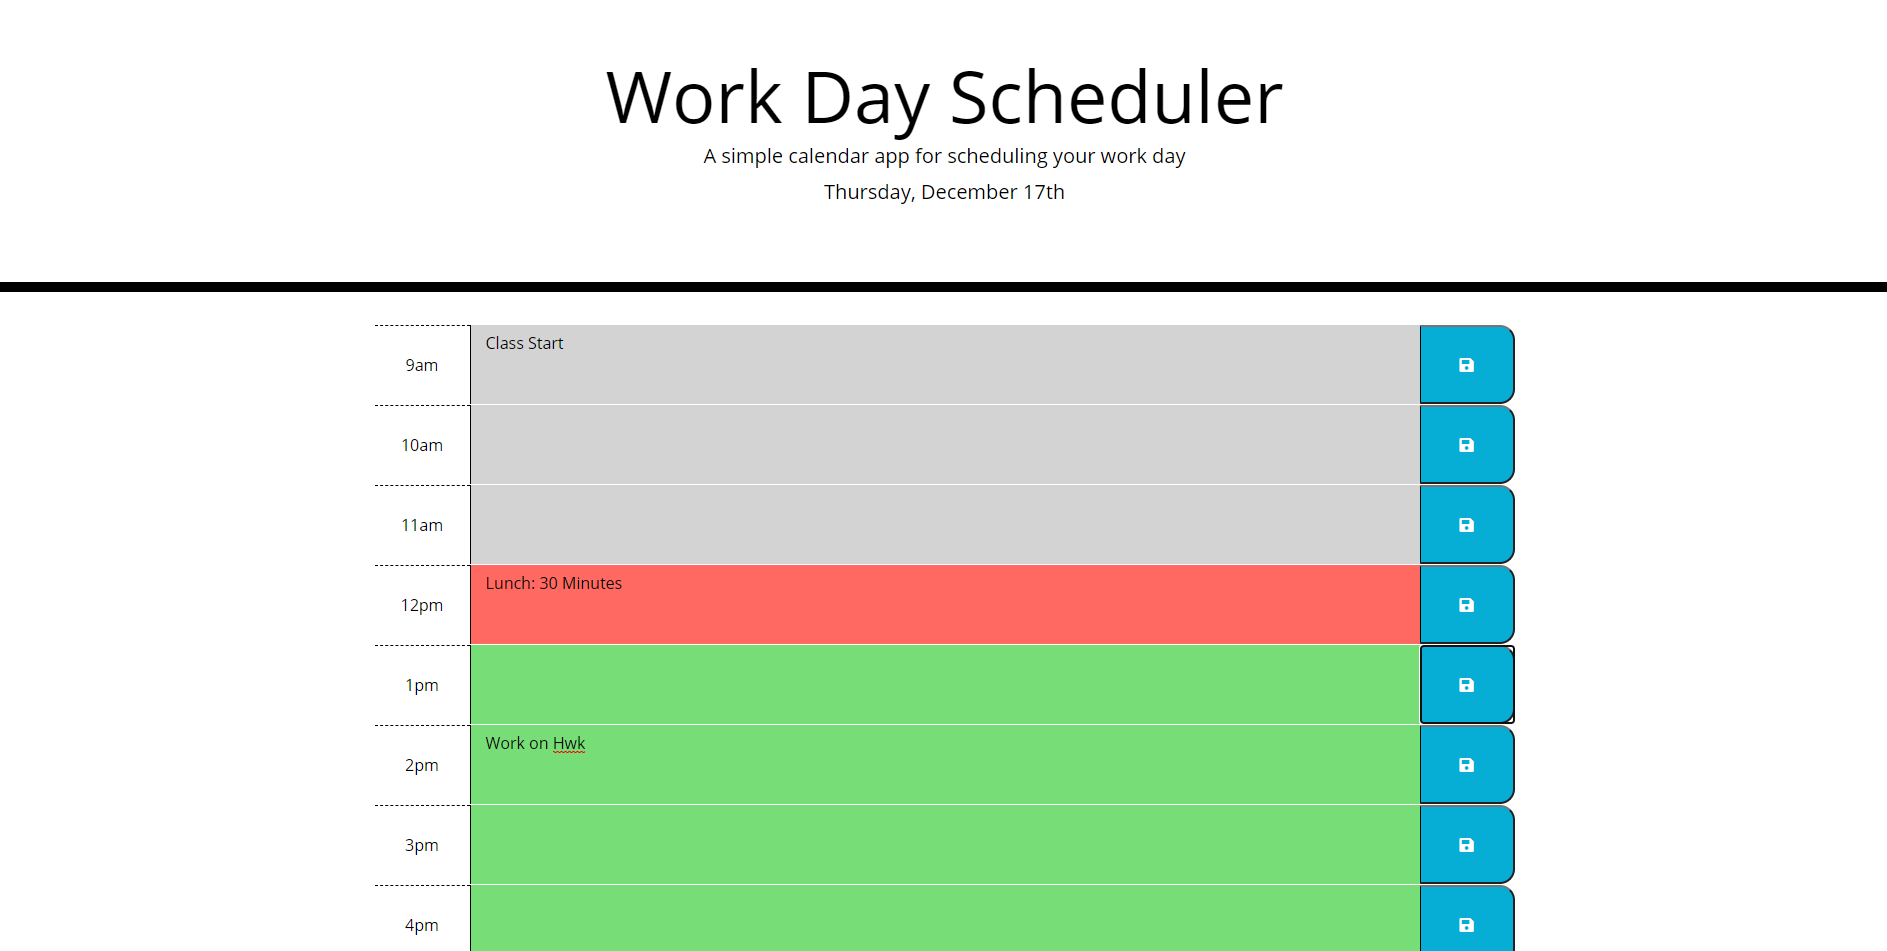 Work Day Scheduler
A simple calendar app for scheduling your work day
Thursday, December 17th
9am
Class Start
10am
11am
12pm
Lunch: 30 Minutes
1pm
2pm
Work on Hwk
3pm
4pm